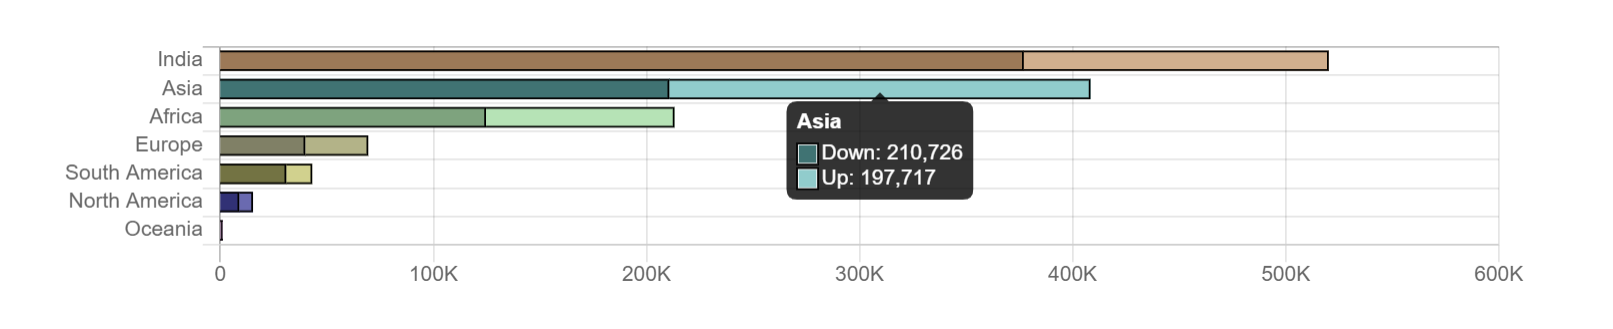 India
Asia
Africa
Europe
South America
North America
Oceania
Asia
Down: 210,726
Up: 197,717
0 100K 200K 300K 400K 500K 600K